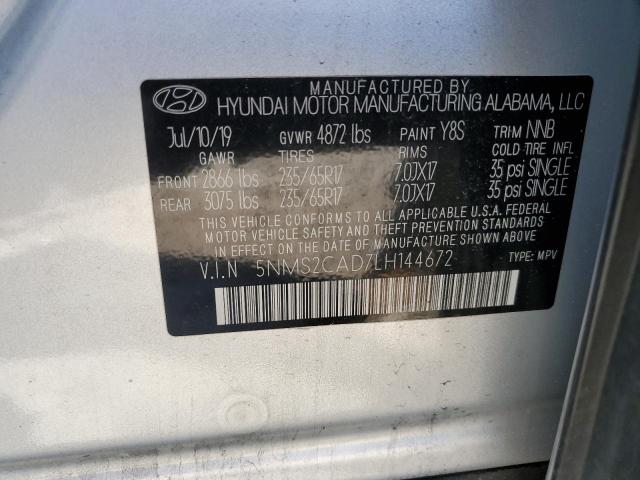 MANUFACTURED BY
HYUNDAI MOTOR MANUFACTURING ALABAMA, LLC
Jul/10/19 GVWR 4872 lbs PAINT Y8S TRIM NNB
GAWR TIRES RIMS COLD TIRE INFL
FRONT 2866 lbs 235/65R17 7.0JX17 35 psi SINGLE
REAR 3075 lbs 235/65R17 7.0JX17 35 psi SINGLE
THIS VEHICLE CONFORMS TO ALL APPLICABLE U.S.A. FEDERAL
MOTOR VEHICLE SAFETY AND THEFT PREVENTION STANDARDS
IN EFFECT ON THE DATE OF MANUFACTURE SHOWN ABOVE.
V.I.N 5NMS2CAD7LH144672 TYPE: MPV